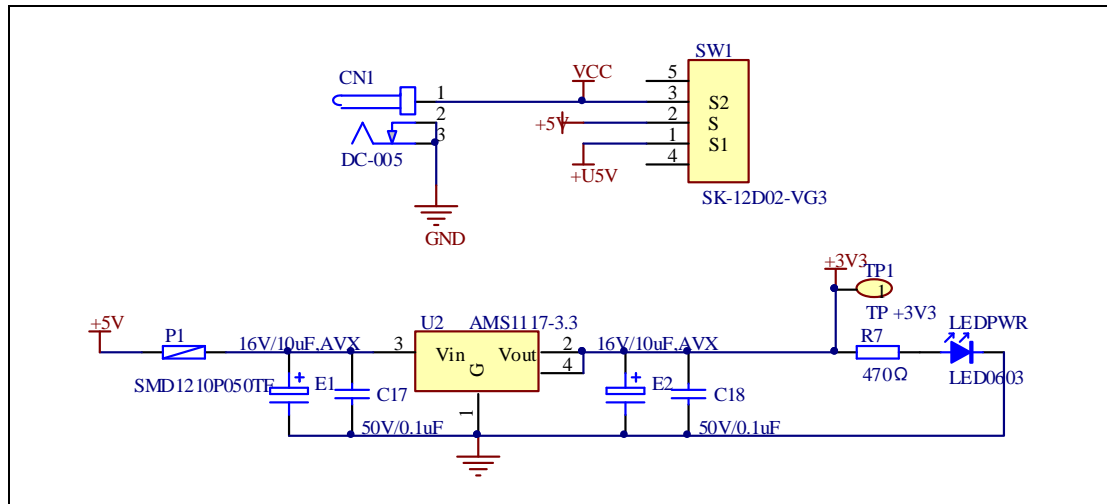 SW1
CN1
VCC
5
1
3
S2
2
+5V
2
S
3
1
S1
DC-005
4
+U5V
SK-12D02-VG3
GND
+3V3
TP1
1
+5V
P1
U2
AMS1117-3.3
TP +3V3
R7
LEDPWR
16V/10uF,AVX
3
Vin
Vout
2
16V/10uF,AVX
G
4
470Ω
LED0603
SMD1210P050TF
E1
C17
E2
C18
1
50V/0.1uF
50V/0.1uF